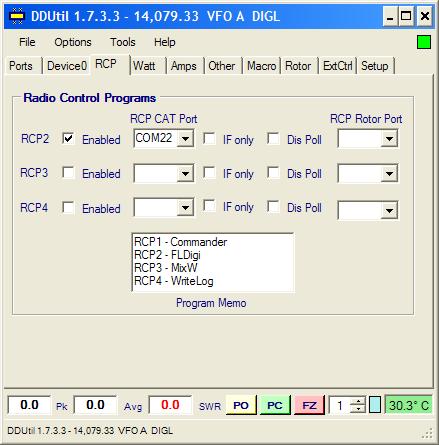 DDUtil 1.7.3.3 - 14,079.33 VFO A DIGL
File Options Tools Help
Ports Device0 RCP Watt Amps Other Macro Rotor ExtCtrl Setup
Radio Control Programs
RCP CAT Port RCP Rotor Port
RCP2 Enabled COM22 IF only Dis Poll
RCP3 Enabled IF only Dis Poll
RCP4 Enabled IF only Dis Poll
RCP1 - Commander
RCP2 - FLDigi
RCP3 - MixW
RCP4 - WriteLog
Program Memo
0.0 Pk 0.0 Avg 0.0 SWR PO PC FZ 1 30.3° C
DDUtil 1.7.3.3 - 14,079.33 VFO A DIGL